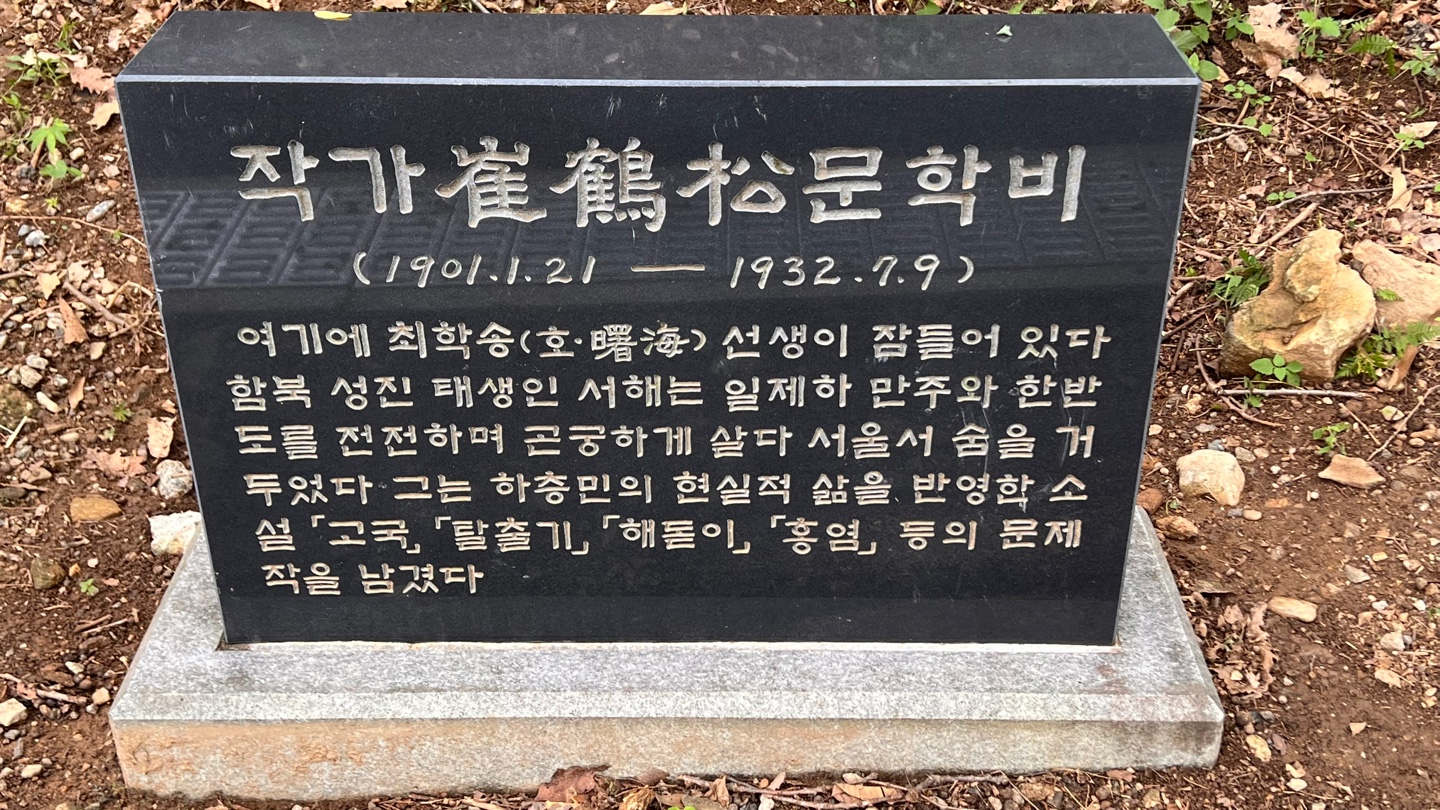 작가 崔鶴松 문학비
(1901.1.21 — 1932.7.9)
여기에 최학송(호·曙海) 선생이 잠들어 있다
함북 성진 태생인 서해는 일제하 만주와 한반
도를 전전하며 곤궁하게 살다 서울서 숨을 거
두었다 그는 하층민의 현실적 삶을 반영한 소
설 「고국」, 「탈출기」, 「해돋이」, 「홍염」 등의 문제
작을 남겼다